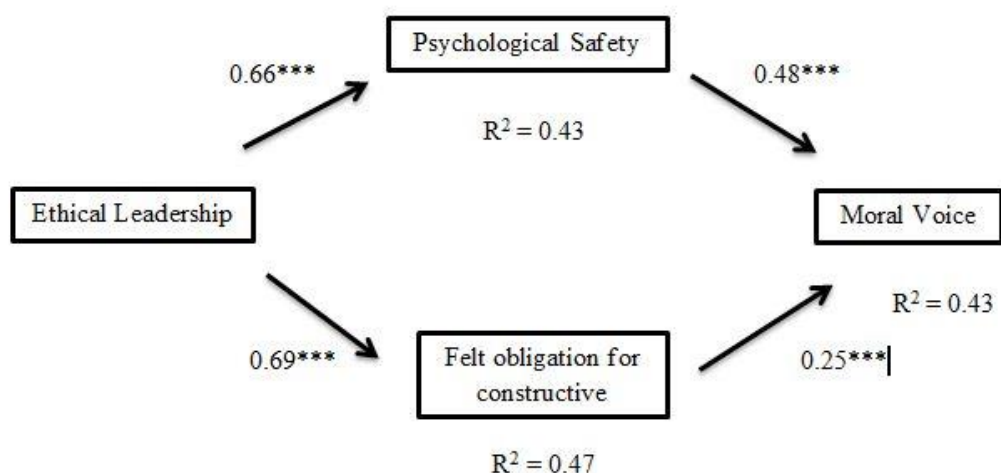 Psychological Safety
0.66***
0.48***
R² = 0.43
Ethical Leadership
Moral Voice
R² = 0.43
0.69***
Felt obligation for
constructive
0.25***
R² = 0.47